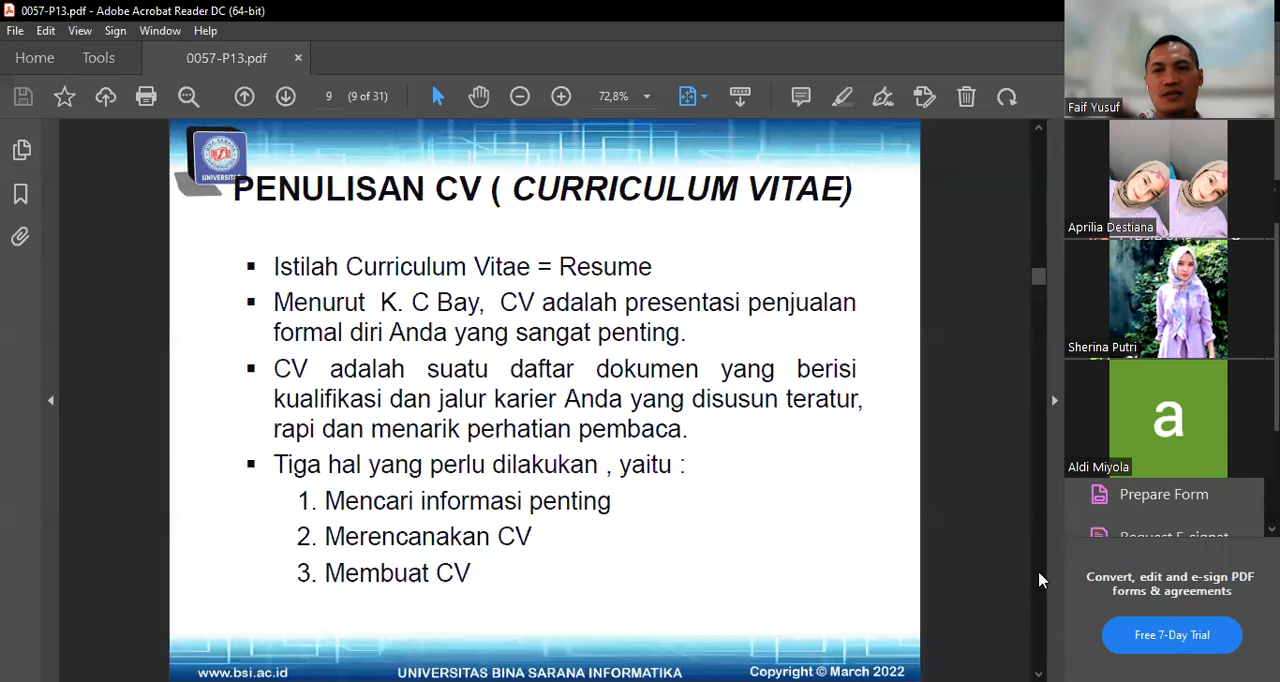 0057-P13.pdf - Adobe Acrobat Reader DC (64-bit)
File Edit View Sign Window Help
Home Tools 0057-P13.pdf ×
9 (9 of 31) 72,8%
UNIVERSITAS
PENULISAN CV ( CURRICULUM VITAE)
▪ Istilah Curriculum Vitae = Resume
▪ Menurut K. C Bay, CV adalah presentasi penjualan
formal diri Anda yang sangat penting.
▪ CV adalah suatu daftar dokumen yang berisi
kualifikasi dan jalur karier Anda yang disusun teratur,
rapi dan menarik perhatian pembaca.
▪ Tiga hal yang perlu dilakukan , yaitu :
1. Mencari informasi penting
2. Merencanakan CV
3. Membuat CV
www.bsi.ac.id UNIVERSITAS BINA SARANA INFORMATIKA Copyright © March 2022
Faif Yusuf
Aprilia Destiana
Sherina Putri
a
Aldi Miyola
Prepare Form
Convert, edit and e-sign PDF
forms & agreements
Free 7-Day Trial